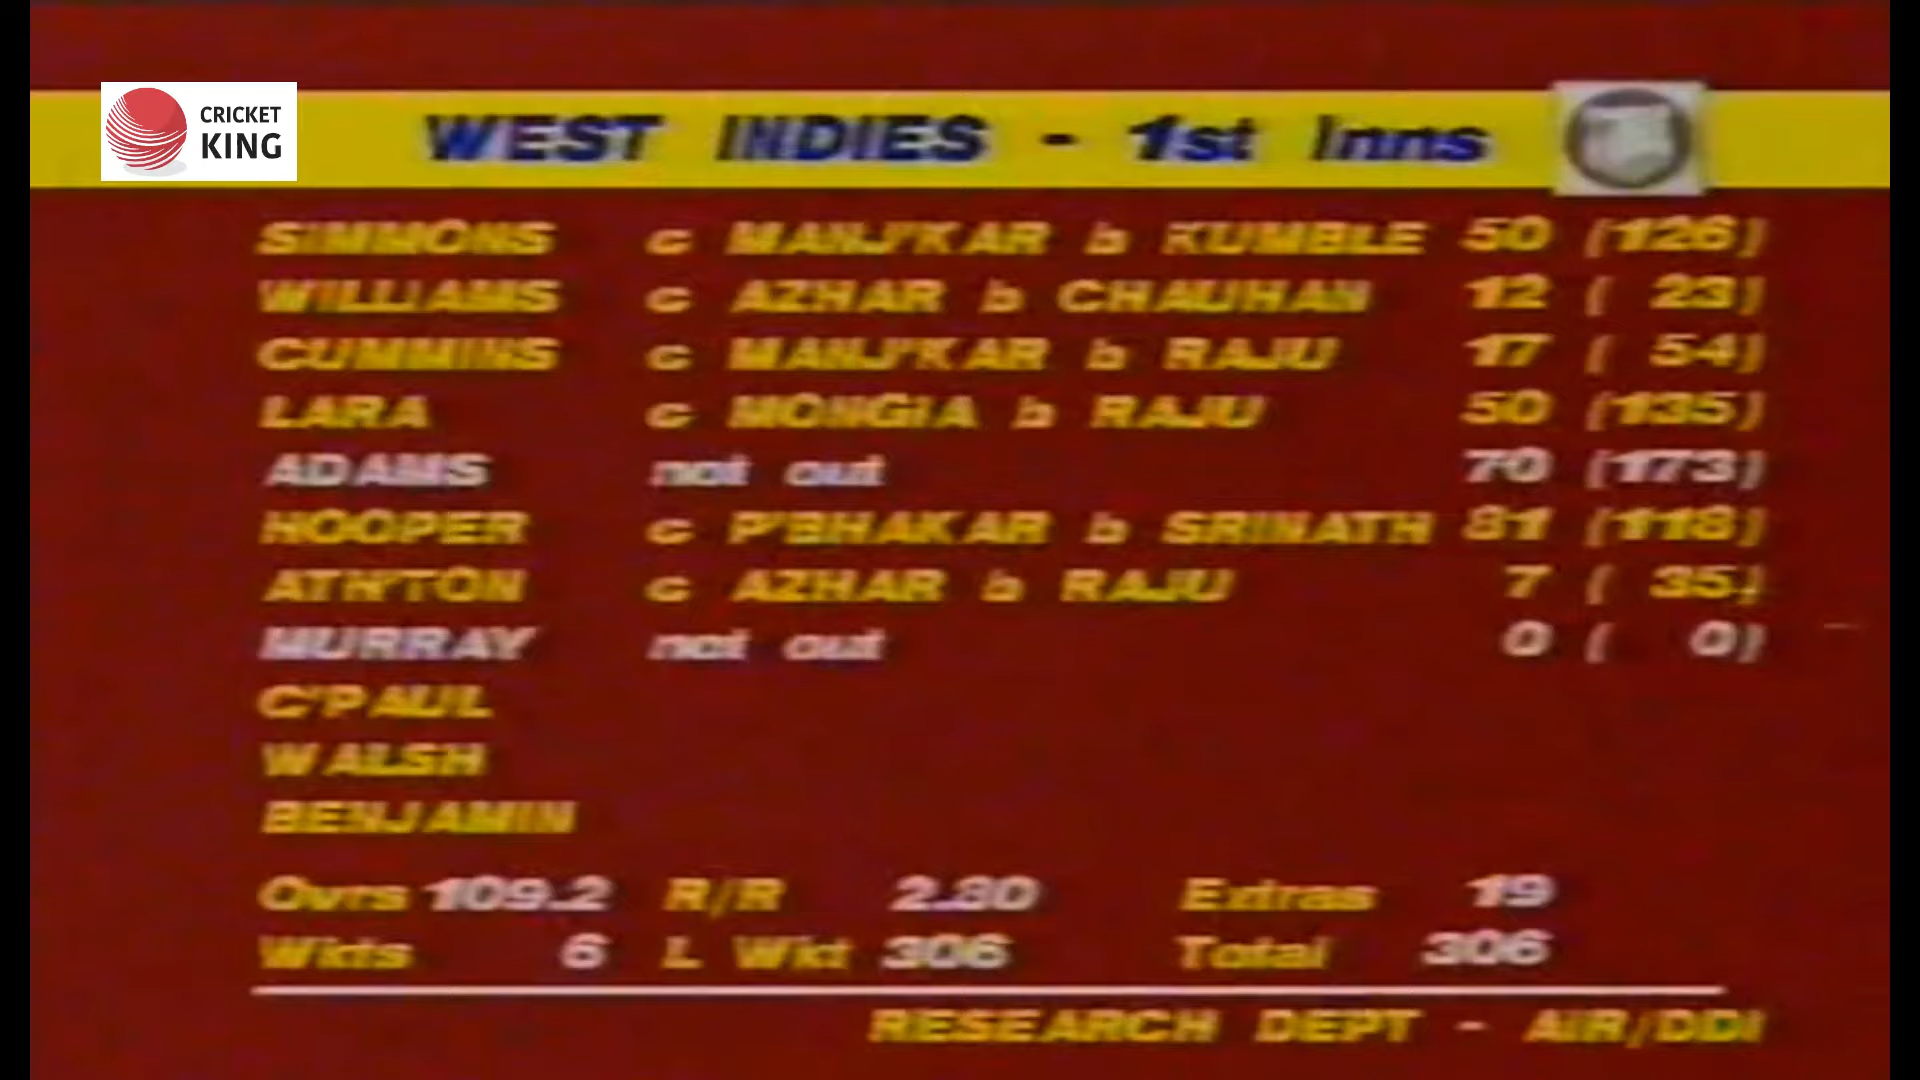 CRICKET
KING
WEST INDIES - 1st Inns
SIMMONS c MANJ'KAR b KUMBLE 50 (126)
WILLIAMS c AZHAR b CHAUHAN 12 ( 23)
CUMMINS c MANJ'KAR b RAJU 17 ( 54)
LARA c MONGIA b RAJU 50 (135)
ADAMS not out 70 (173)
HOOPER c P'BHAKAR b SRINATH 81 (118)
ATH'TON c AZHAR b RAJU 7 ( 35)
MURRAY not out 0 ( 0)
C'PAUL
WALSH
BENJAMIN
Ovrs 109.2 R/R 2.80 Extras 19
Wkts 6 L Wkt 306 Total 306
RESEARCH DEPT - AIR/DDI